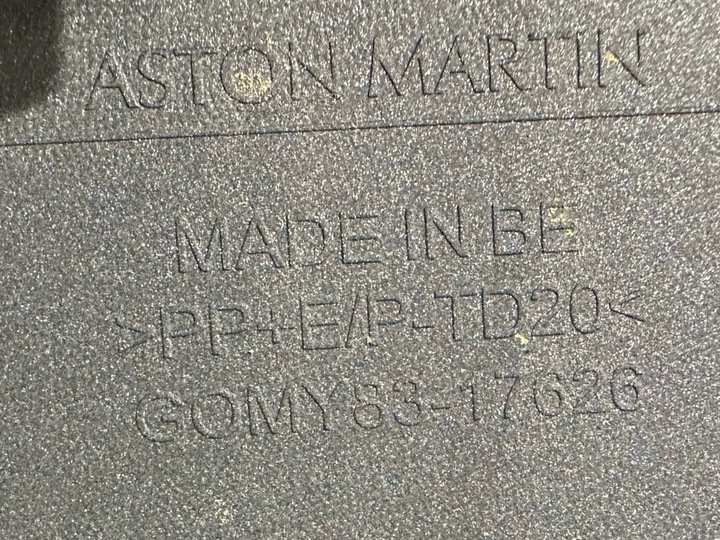 ASTON MARTIN
MADE IN BE
>PP+E/P-TD20<
GOMY83-17626